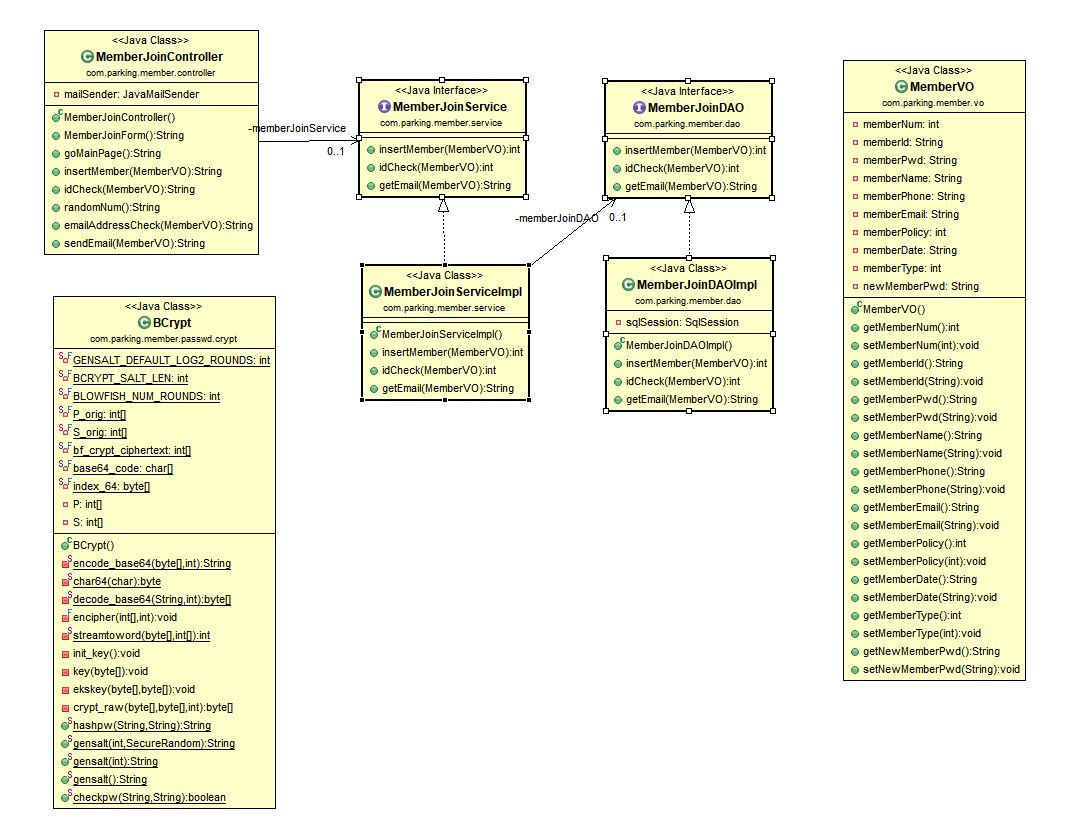 <<Java Class>>
MemberJoinController
com.parking.member.controller
mailSender: JavaMailSender
MemberJoinController()
MemberJoinForm():String
goMainPage():String
insertMember(MemberVO):String
idCheck(MemberVO):String
randomNum():String
emailAddressCheck(MemberVO):String
sendEmail(MemberVO):String
-memberJoinService
0..1
<<Java Interface>>
MemberJoinService
com.parking.member.service
insertMember(MemberVO):int
idCheck(MemberVO):int
getEmail(MemberVO):String
<<Java Interface>>
MemberJoinDAO
com.parking.member.dao
insertMember(MemberVO):int
idCheck(MemberVO):int
getEmail(MemberVO):String
-memberJoinDAO
0..1
<<Java Class>>
MemberJoinServiceImpl
com.parking.member.service
MemberJoinServiceImpl()
insertMember(MemberVO):int
idCheck(MemberVO):int
getEmail(MemberVO):String
<<Java Class>>
MemberJoinDAOImpl
com.parking.member.dao
sqlSession: SqlSession
MemberJoinDAOImpl()
insertMember(MemberVO):int
idCheck(MemberVO):int
getEmail(MemberVO):String
<<Java Class>>
MemberVO
com.parking.member.vo
memberNum: int
memberId: String
memberPwd: String
memberName: String
memberPhone: String
memberEmail: String
memberPolicy: int
memberDate: String
memberType: int
newMemberPwd: String
MemberVO()
getMemberNum():int
setMemberNum(int):void
getMemberId():String
setMemberId(String):void
getMemberPwd():String
setMemberPwd(String):void
getMemberName():String
setMemberName(String):void
getMemberPhone():String
setMemberPhone(String):void
getMemberEmail():String
setMemberEmail(String):void
getMemberPolicy():int
setMemberPolicy(int):void
getMemberDate():String
setMemberDate(String):void
getMemberType():int
setMemberType(int):void
getNewMemberPwd():String
setNewMemberPwd(String):void
<<Java Class>>
BCrypt
com.parking.member.passwd.crypt
GENSALT_DEFAULT_LOG2_ROUNDS: int
BCRYPT_SALT_LEN: int
BLOWFISH_NUM_ROUNDS: int
P_orig: int[]
S_orig: int[]
bf_crypt_ciphertext: int[]
base64_code: char[]
index_64: byte[]
P: int[]
S: int[]
BCrypt()
encode_base64(byte[],int):String
char64(char):byte
decode_base64(String,int):byte[]
encipher(int[],int):void
streamtoword(byte[],int[]):int
init_key():void
key(byte[]):void
ekskey(byte[],byte[]):void
crypt_raw(byte[],byte[],int):byte[]
hashpw(String,String):String
gensalt(int,SecureRandom):String
gensalt(int):String
gensalt():String
checkpw(String,String):boolean